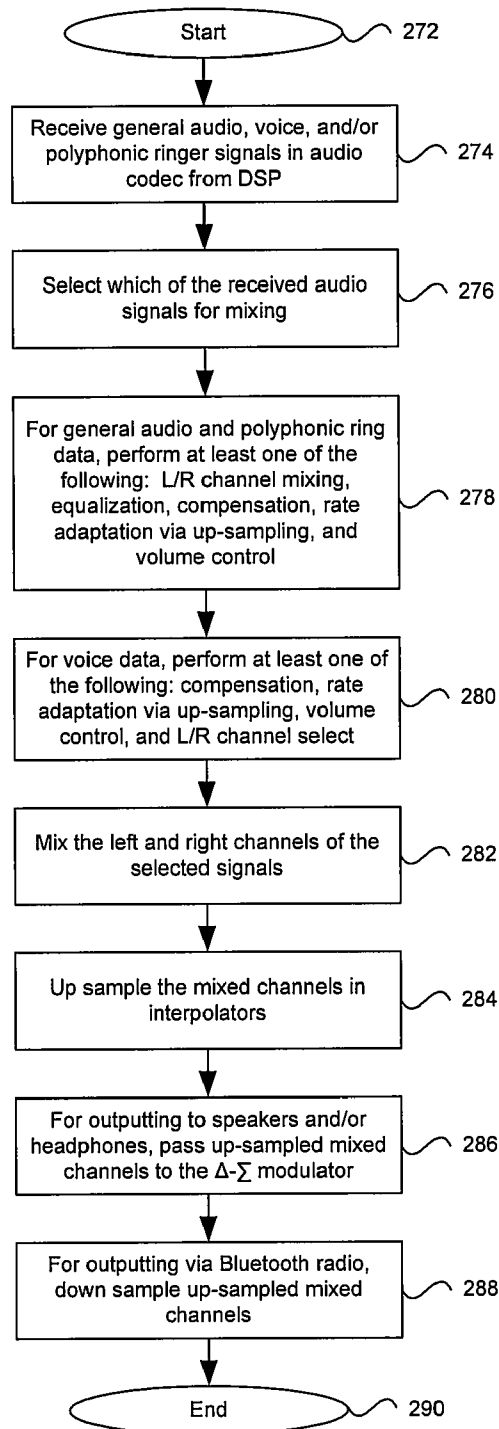 Start
272
Receive general audio, voice, and/or
polyphonic ringer signals in audio
codec from DSP
274
Select which of the received audio
signals for mixing
276
For general audio and polyphonic ring
data, perform at least one of the
following: L/R channel mixing,
equalization, compensation, rate
adaptation via up-sampling, and
volume control
278
For voice data, perform at least one of
the following: compensation, rate
adaptation via up-sampling, volume
control, and L/R channel select
280
Mix the left and right channels of the
selected signals
282
Up sample the mixed channels in
interpolators
284
For outputting to speakers and/or
headphones, pass up-sampled mixed
channels to the Δ-∑ modulator
286
For outputting via Bluetooth radio,
down sample up-sampled mixed
channels
288
End
290